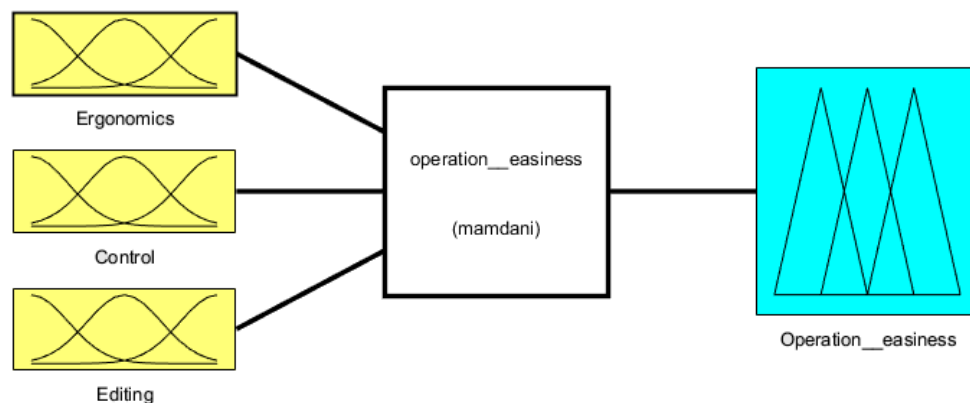 Ergonomics
Control
Editing
operation__easiness
(mamdani)
Operation__easiness